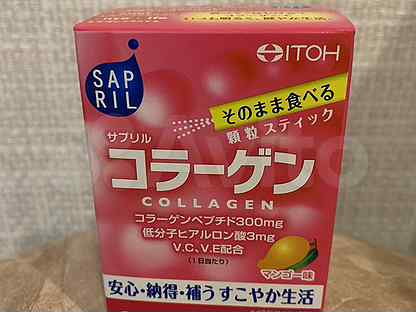 ITOH
SAP
RIL
そのまま食べる
顆粒スティック
サプリル
コラーゲン
COLLAGEN
コラーゲンペプチド300mg
低分子ヒアルロン酸3mg
V.C、V.E配合
(1日当たり)
マンゴー味
安心・納得・補うすこやか生活